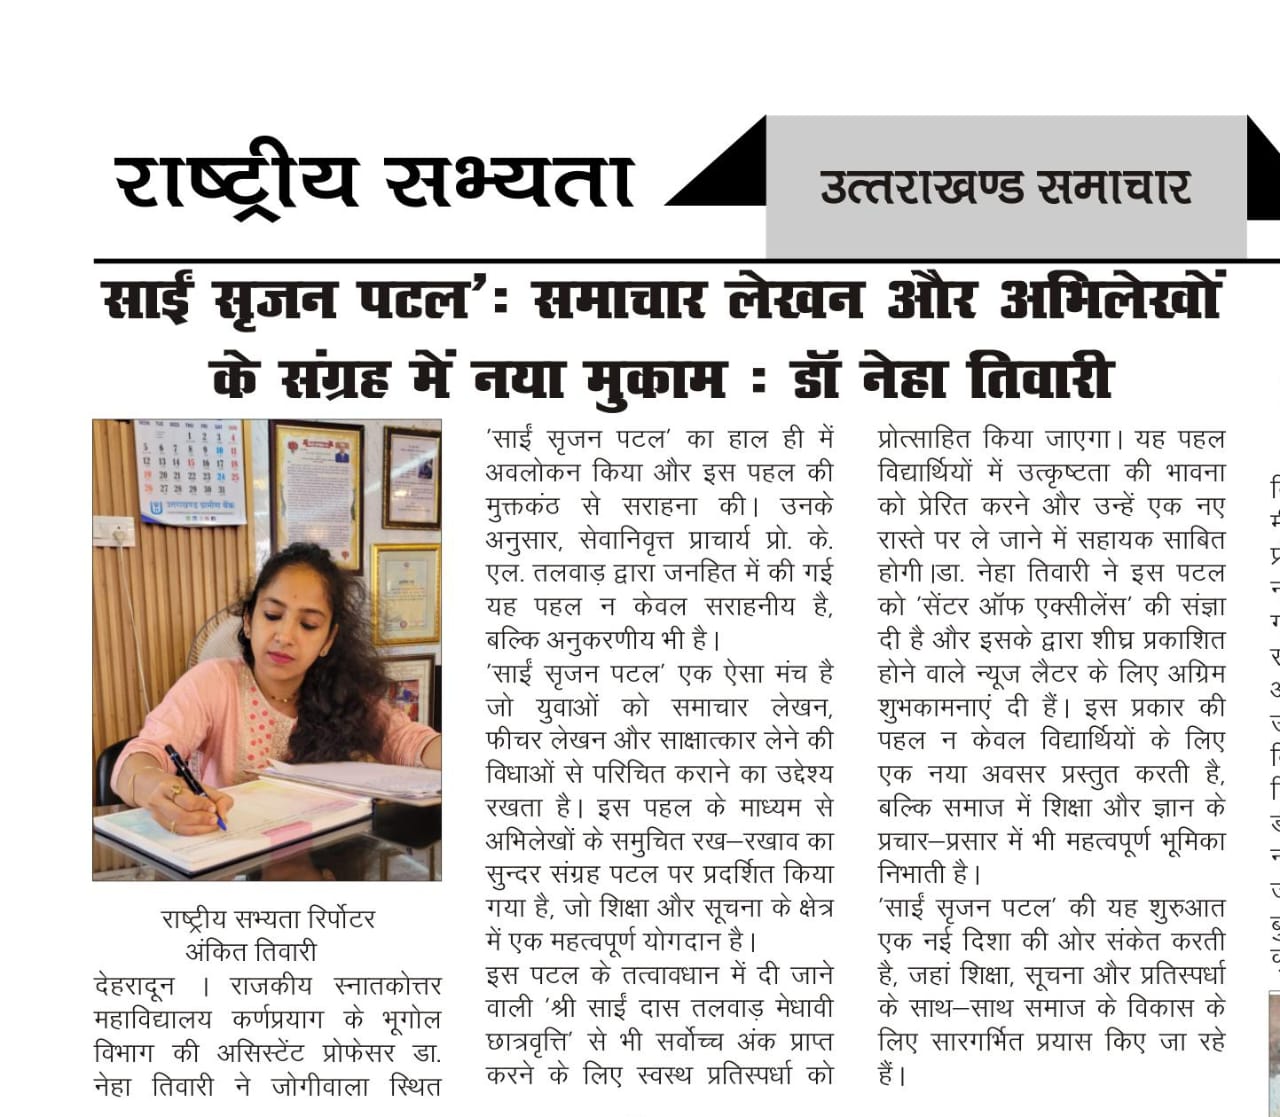 राष्ट्रीय सभ्यता
उत्तराखण्ड समाचार
साईं सृजन पटल’: समाचार लेखन और अभिलेखों
के संग्रह में नया मुकाम : डॉ नेहा तिवारी
उत्तराखण्ड ग्रामीण बैंक
राष्ट्रीय सभ्यता रिर्पोटर
अंकित तिवारी
देहरादून । राजकीय स्नातकोत्तर
महाविद्यालय कर्णप्रयाग के भूगोल
विभाग की असिस्टेंट प्रोफेसर डा.
नेहा तिवारी ने जोगीवाला स्थित
’साईं सृजन पटल’ का हाल ही में
अवलोकन किया और इस पहल की
मुक्तकंठ से सराहना की। उनके
अनुसार, सेवानिवृत्त प्राचार्य प्रो. के.
एल. तलवाड़ द्वारा जनहित में की गई
यह पहल न केवल सराहनीय है,
बल्कि अनुकरणीय भी है।
’साईं सृजन पटल’ एक ऐसा मंच है
जो युवाओं को समाचार लेखन,
फीचर लेखन और साक्षात्कार लेने की
विधाओं से परिचित कराने का उद्देश्य
रखता है। इस पहल के माध्यम से
अभिलेखों के समुचित रख–रखाव का
सुन्दर संग्रह पटल पर प्रदर्शित किया
गया है, जो शिक्षा और सूचना के क्षेत्र
में एक महत्वपूर्ण योगदान है।
इस पटल के तत्वावधान में दी जाने
वाली ’श्री साईं दास तलवाड़ मेधावी
छात्रवृत्ति’ से भी सर्वोच्च अंक प्राप्त
करने के लिए स्वस्थ प्रतिस्पर्धा को
प्रोत्साहित किया जाएगा। यह पहल
विद्यार्थियों में उत्कृष्टता की भावना
को प्रेरित करने और उन्हें एक नए
रास्ते पर ले जाने में सहायक साबित
होगी।डा. नेहा तिवारी ने इस पटल
को ’सेंटर ऑफ एक्सीलेंस’ की संज्ञा
दी है और इसके द्वारा शीघ्र प्रकाशित
होने वाले न्यूज लैटर के लिए अग्रिम
शुभकामनाएं दी हैं। इस प्रकार की
पहल न केवल विद्यार्थियों के लिए
एक नया अवसर प्रस्तुत करती है,
बल्कि समाज में शिक्षा और ज्ञान के
प्रचार–प्रसार में भी महत्वपूर्ण भूमिका
निभाती है।
’साईं सृजन पटल’ की यह शुरुआत
एक नई दिशा की ओर संकेत करती
है, जहां शिक्षा, सूचना और प्रतिस्पर्धा
के साथ–साथ समाज के विकास के
लिए सारगर्भित प्रयास किए जा रहे
हैं।